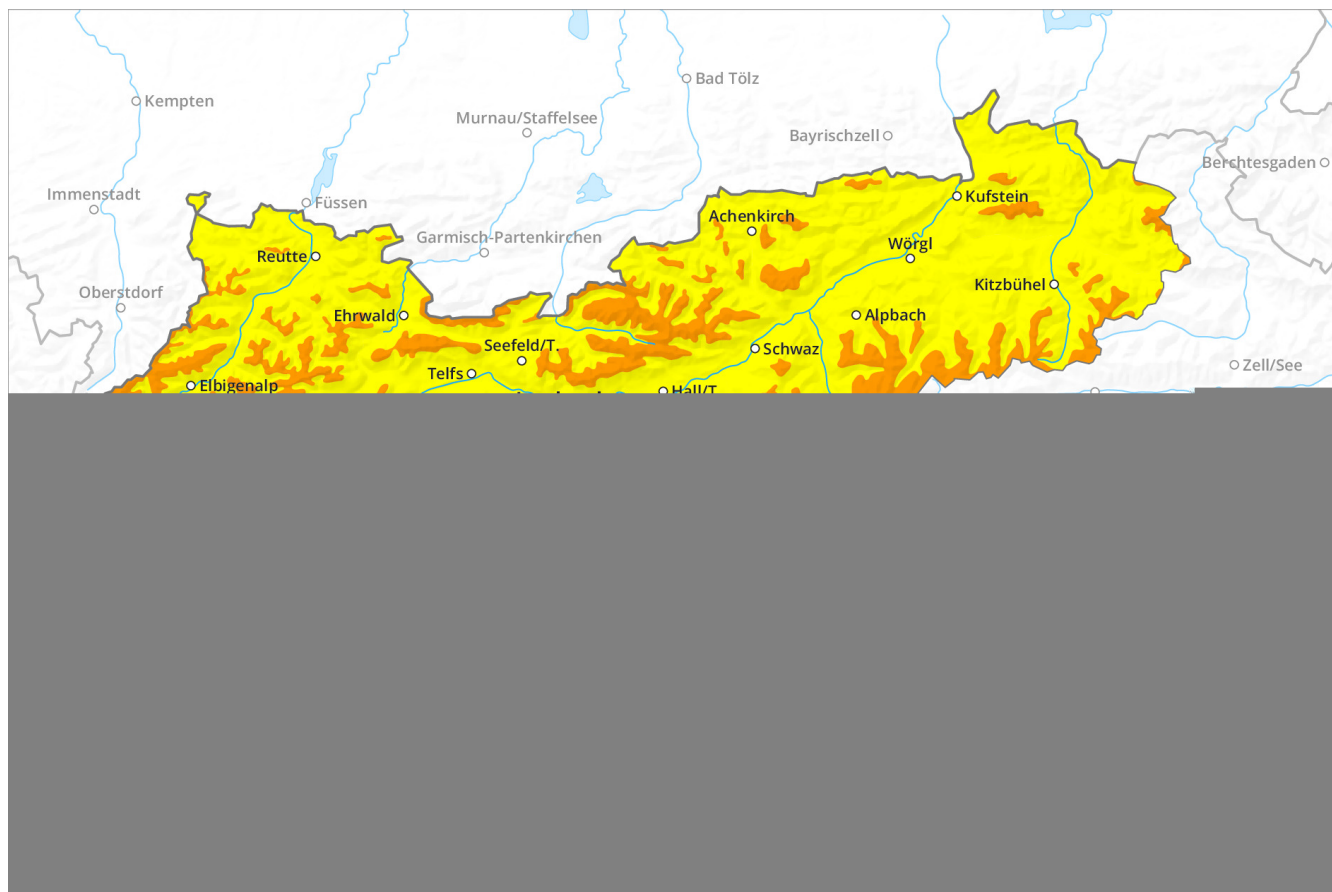 Bad Tölz
Kempten
Murnau/Staffelsee
Bayrischzell
Berchtesgaden
Immenstadt
Kufstein
Füssen
Achenkirch
Garmisch-Partenkirchen
Wörgl
Reutte
Kitzbühel
Oberstdorf
Ehrwald
Alpbach
Seefeld/T.
Schwaz
Zell/See
Telfs
Elbigenalp
Hall/T.